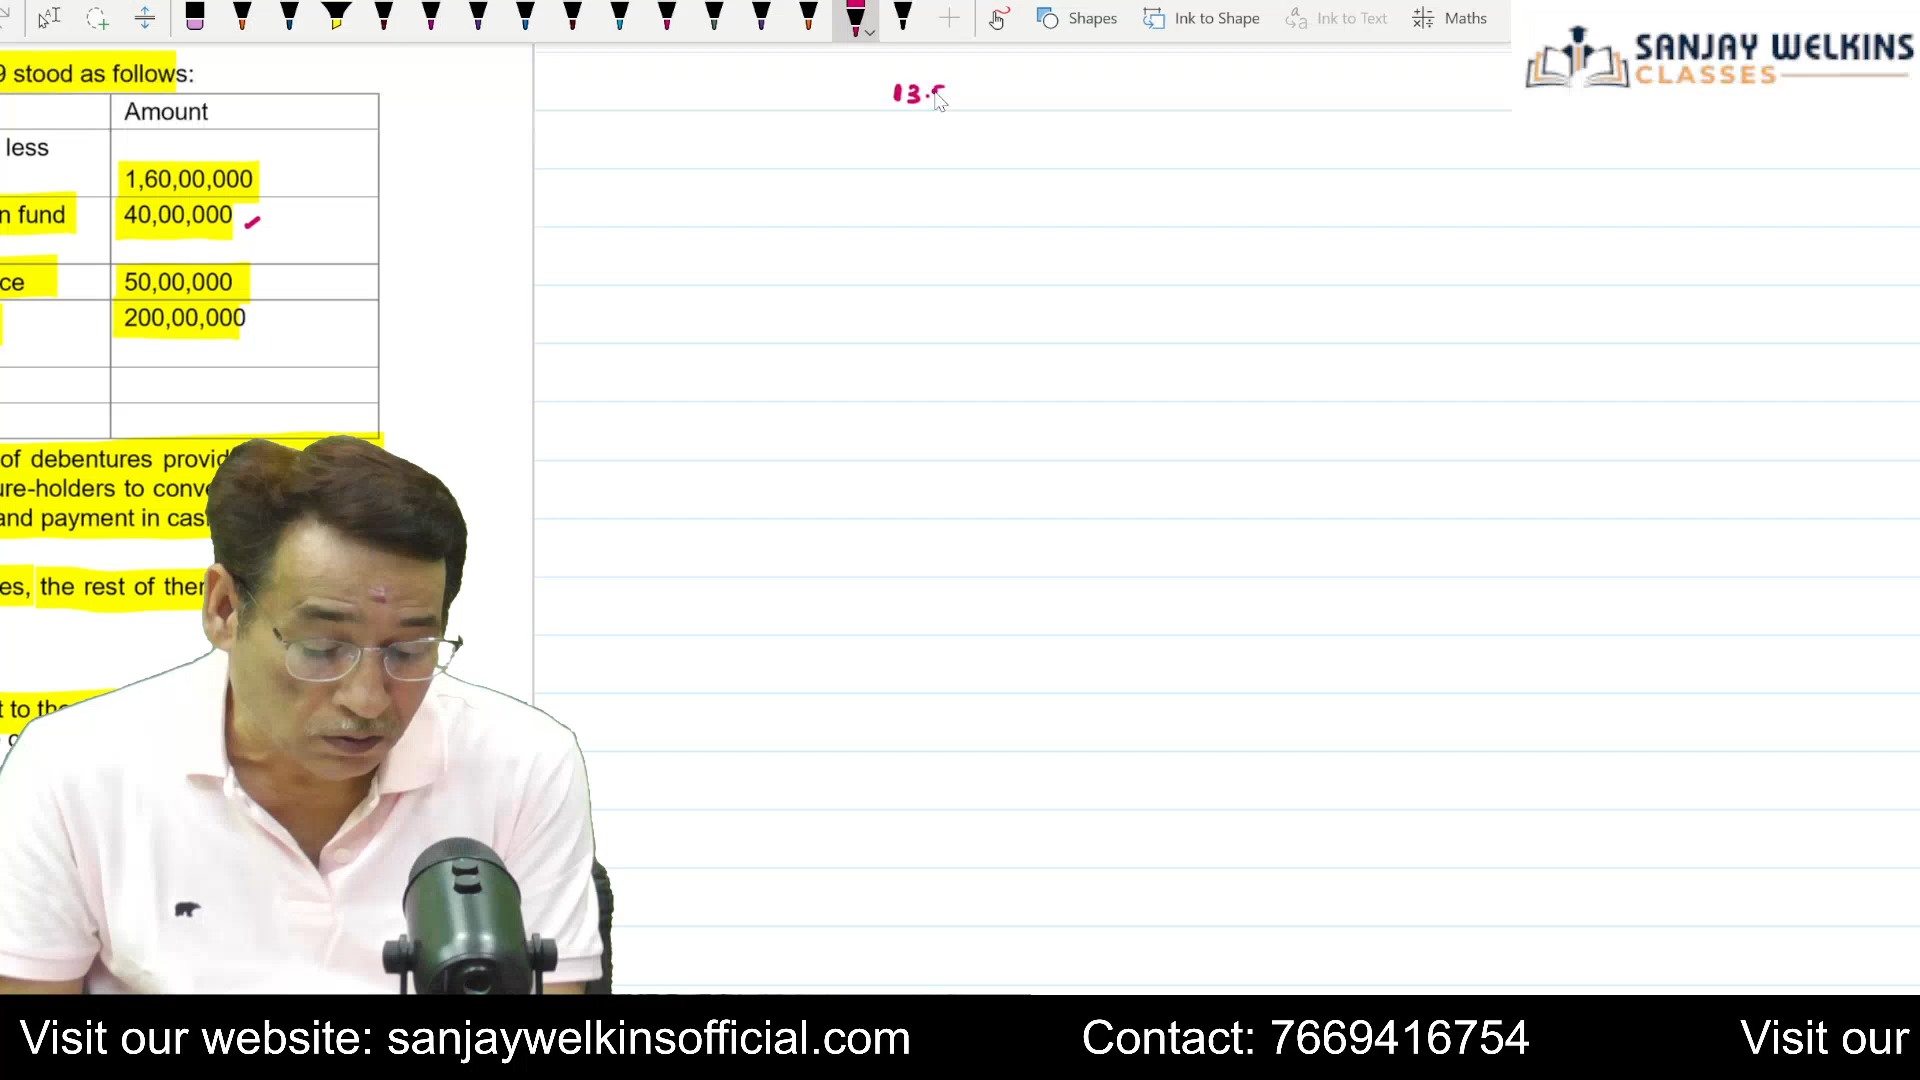 Shapes Ink to Shape Ink to Text Maths
SANJAY WELKINS
CLASSES
9 stood as follows:
Amount
less
1,60,00,000
n fund 40,00,000
ce 50,00,000
200,00,000
13.
of debentures provid
ure-holders to conve
and payment in cas
es, the rest of ther
t to the
Visit our website: sanjaywelkinsofficial.com Contact: 7669416754 Visit our